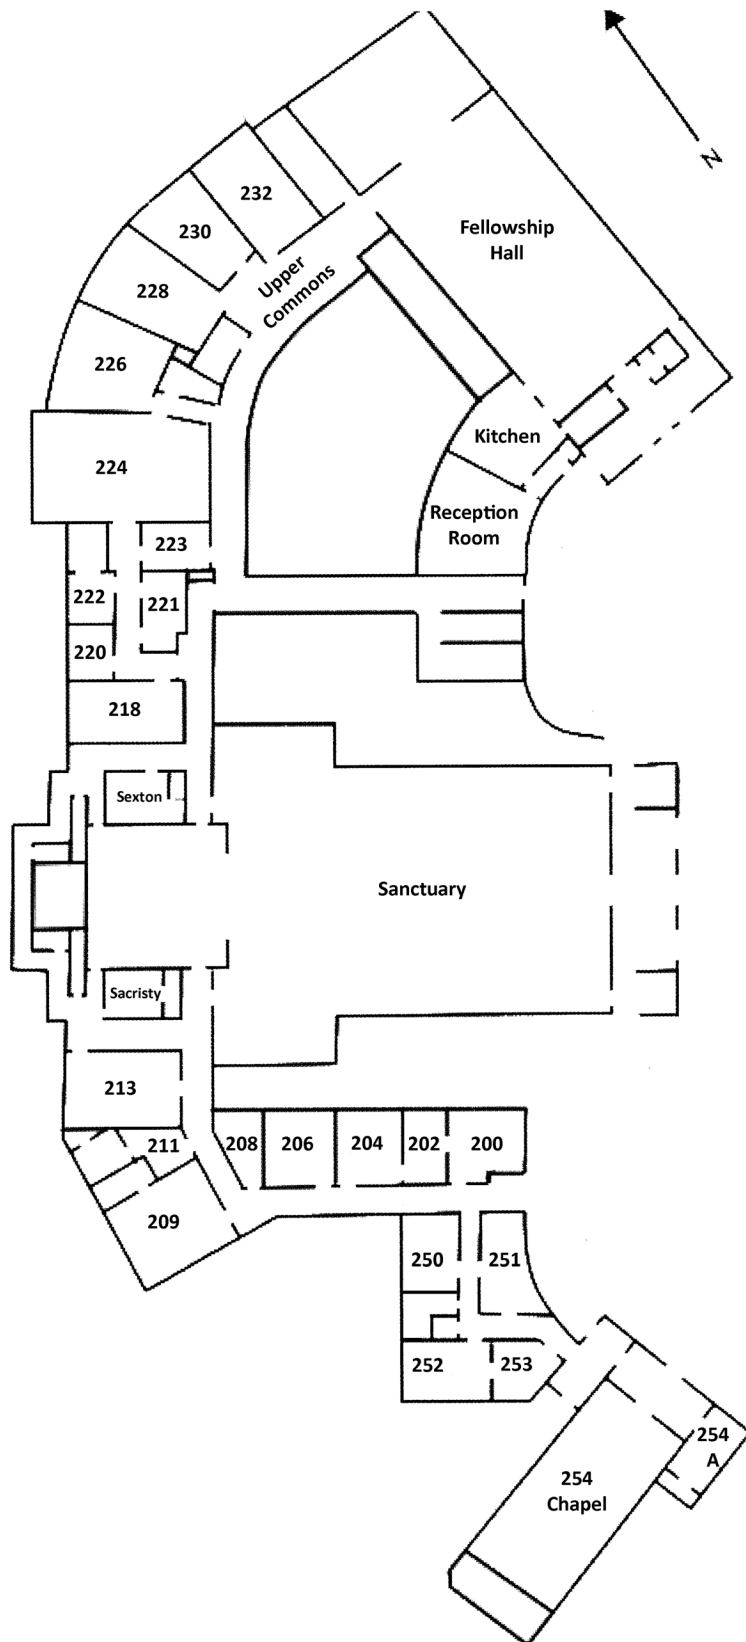 N
232
230
Fellowship
Hall
Upper
Commons
228
226
Kitchen
224
Reception
Room
223
222
221
220
218
Sexton
Sanctuary
Sacristy
213
211
208
206
204
202
200
209
250
251
252
253
254
A
254
Chapel